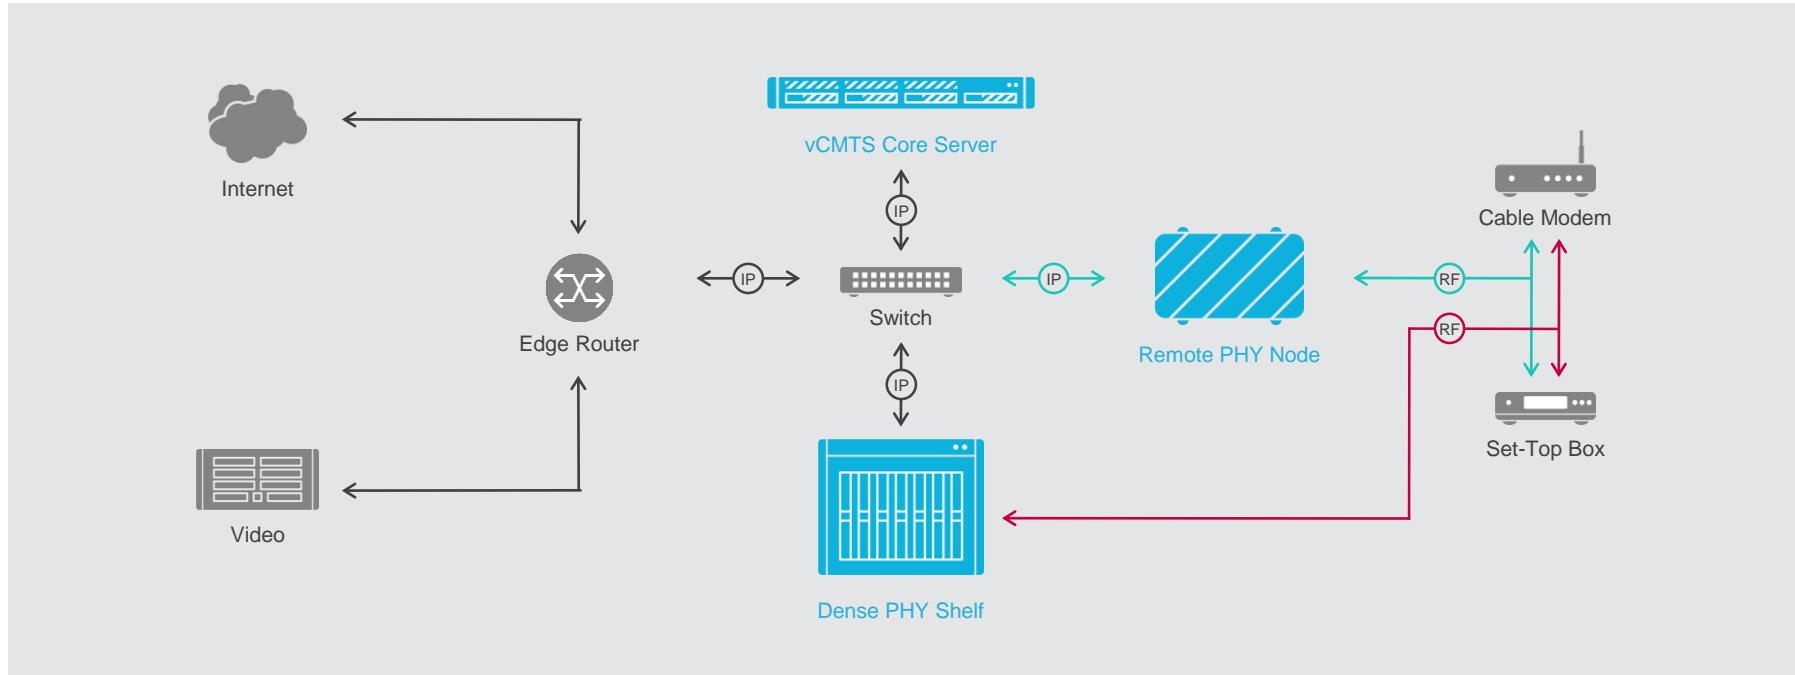 vCMTS Core Server
Internet
IP
Cable Modem
IP
IP
RF
Switch
RF
Edge Router
Remote PHY Node
IP
Set-Top Box
Video
Dense PHY Shelf